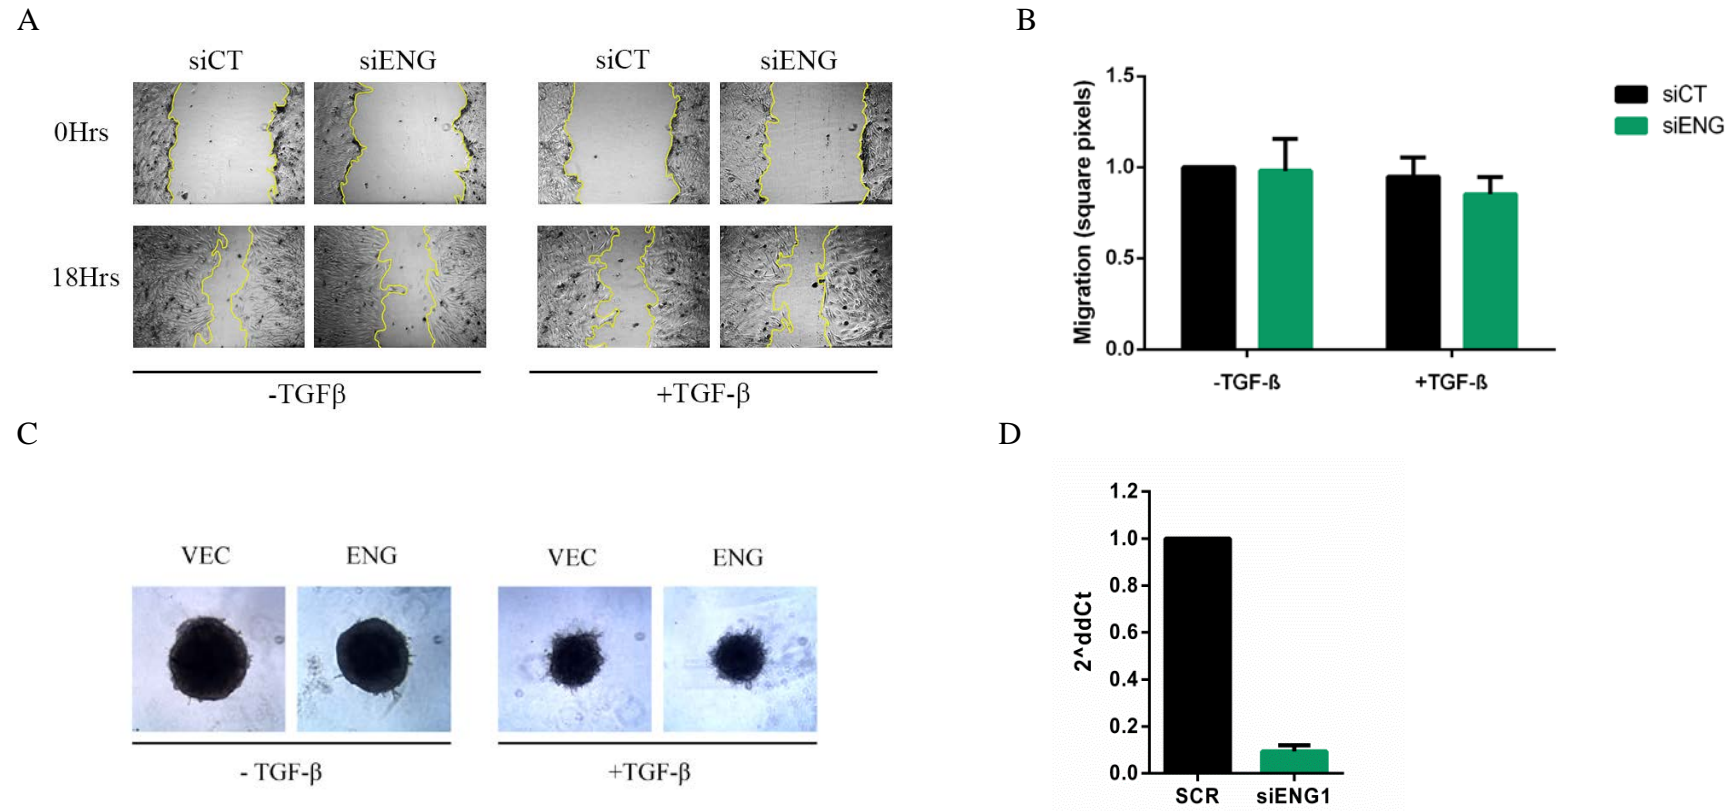 A
siCT siENG siCT siENG
0Hrs
18Hrs
-TGFβ +TGF-β
B
1.5
1.0
0.5
0.0
Migration (square pixels)
-TGF-ß +TGF-ß
siCT
siENG
C
VEC ENG VEC ENG
- TGF-β +TGF-β
D
1.2
1.0
0.8
0.6
0.4
0.2
0.0
2^ddCt
SCR siENG1